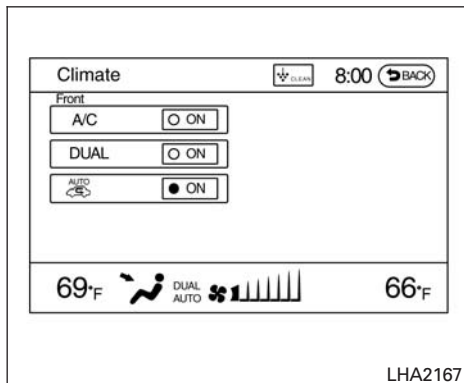 Climate CLEAN 8:00 BACK
Front
A/C ON
DUAL ON
AUTO ON
69°F DUAL AUTO 66°F
LHA2167